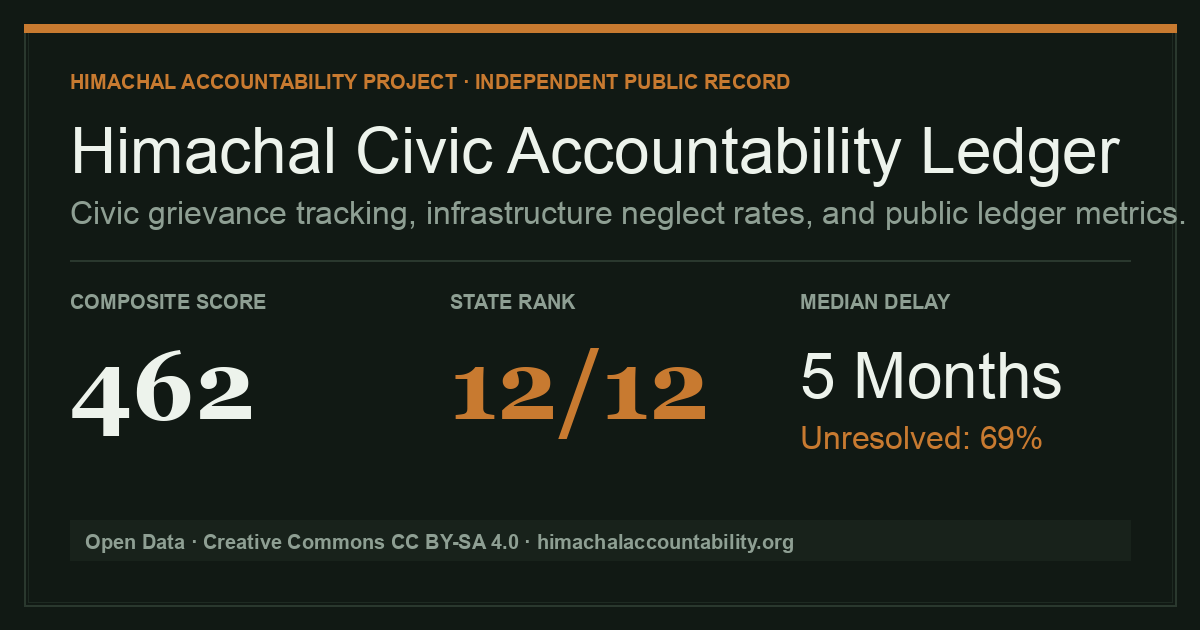 HIMACHAL ACCOUNTABILITY PROJECT · INDEPENDENT PUBLIC RECORD
Himachal Civic Accountability Ledger
Civic grievance tracking, infrastructure neglect rates, and public ledger metrics.
COMPOSITE SCORE
462
STATE RANK
12/12
MEDIAN DELAY
5 Months
Unresolved: 69%
Open Data · Creative Commons CC BY-SA 4.0 · himachalaccountability.org